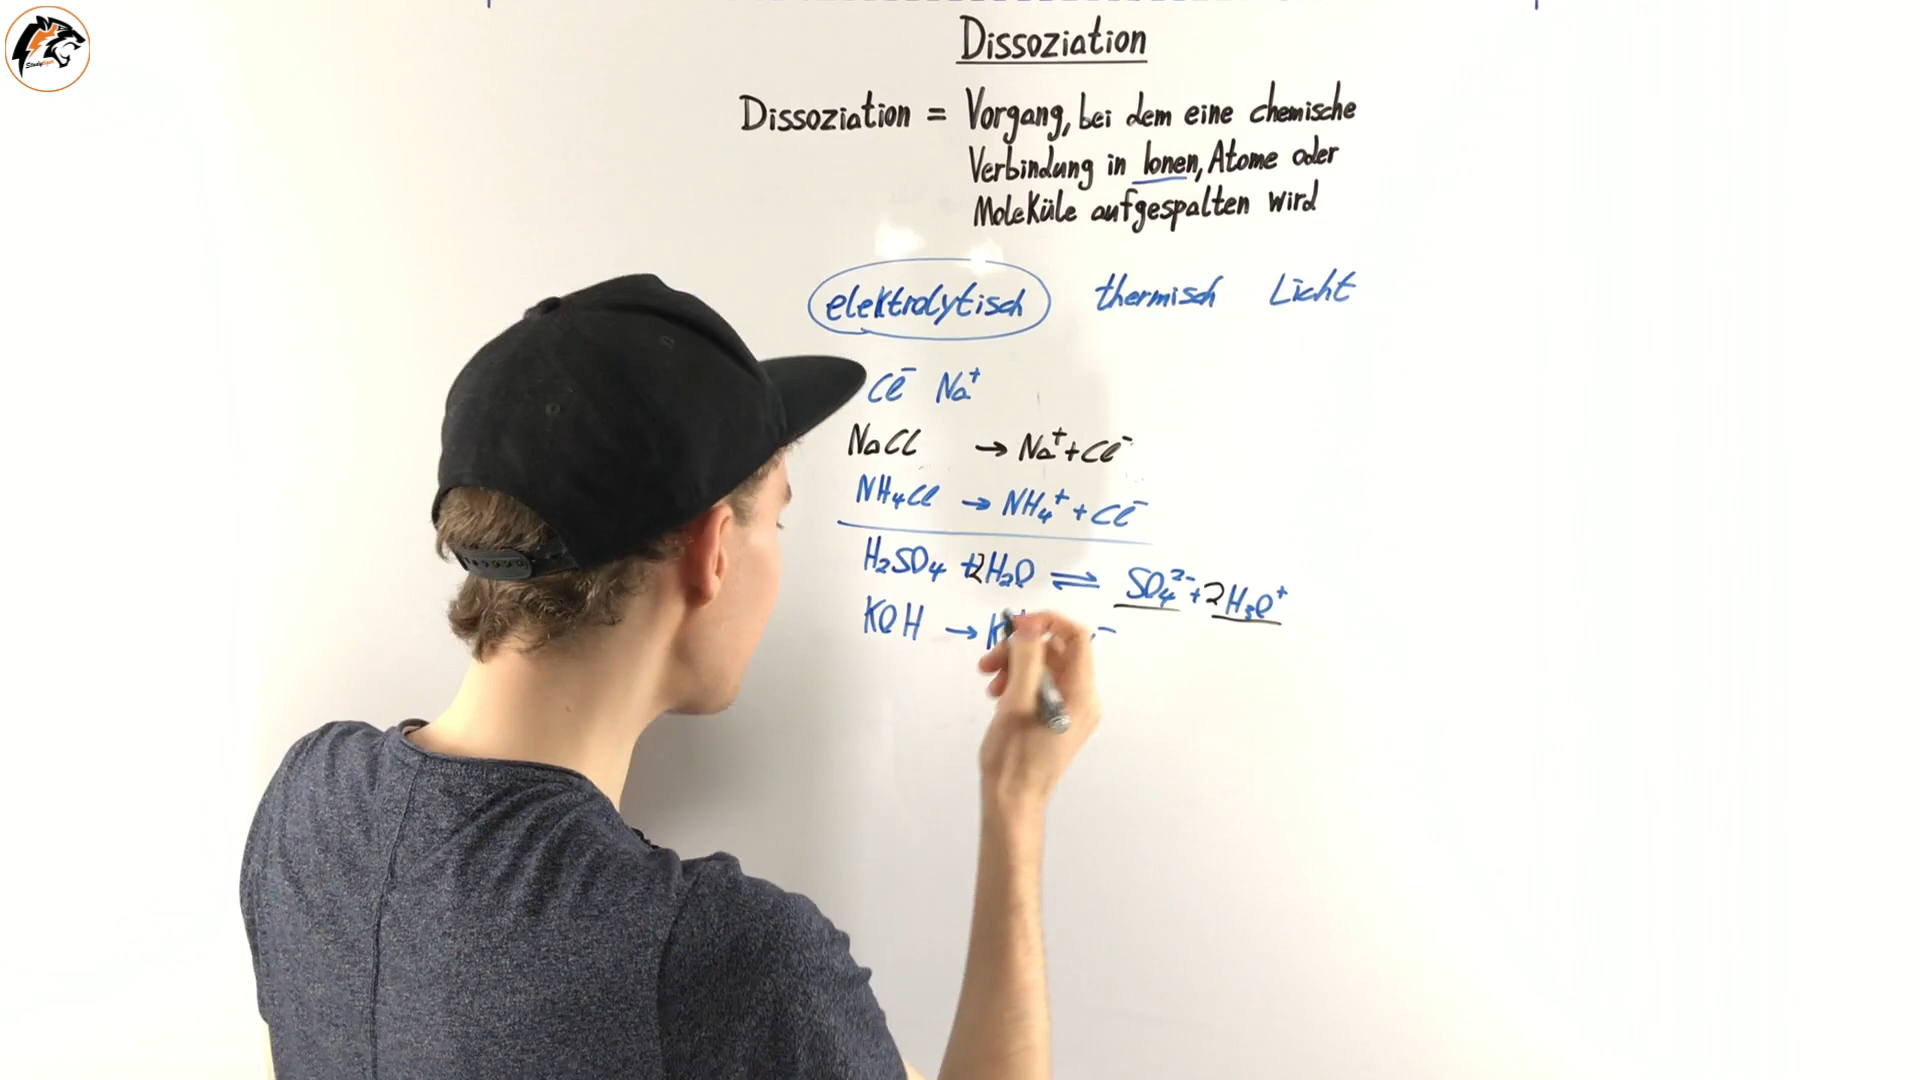 Studytiger
Dissoziation
Dissoziation = Vorgang, bei dem eine chemische
Verbindung in Ionen, Atome oder
Moleküle aufgespalten wird
elektrolytisch thermisch Licht
Cl⁻ Na⁺
NaCl → Na⁺ + Cl⁻
NH₄Cl → NH₄⁺ + Cl⁻
H₂SO₄ + 2H₂O ⇌ SO₄²⁻ + 2H₃O⁺
KOH → K⁺ ⁻